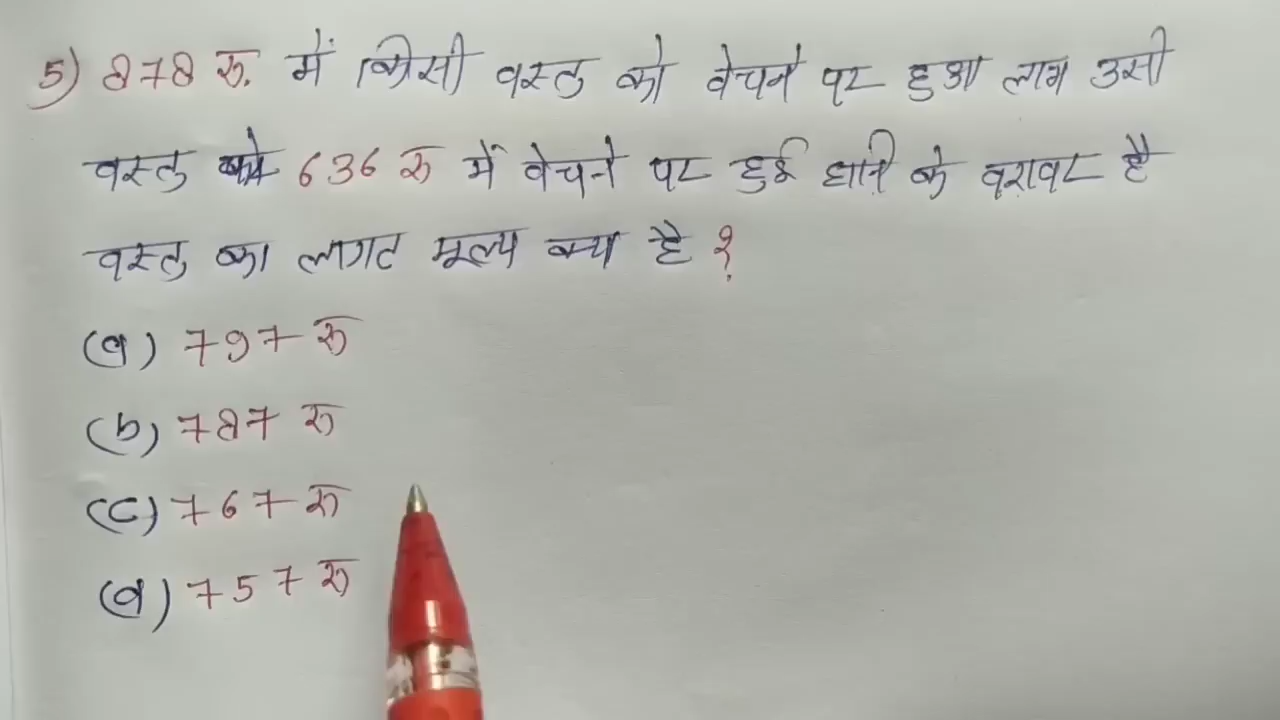 5) 878 रु. में किसी वस्तु को बेचने पर हुआ लाभ उसी
वस्तु को 636 रु में बेचने पर हुई हानि के बराबर है
वस्तु का लागत मूल्य क्या है ?
(a) 797 रु
(b) 787 रु
(c) 767 रु
(d) 757 रु